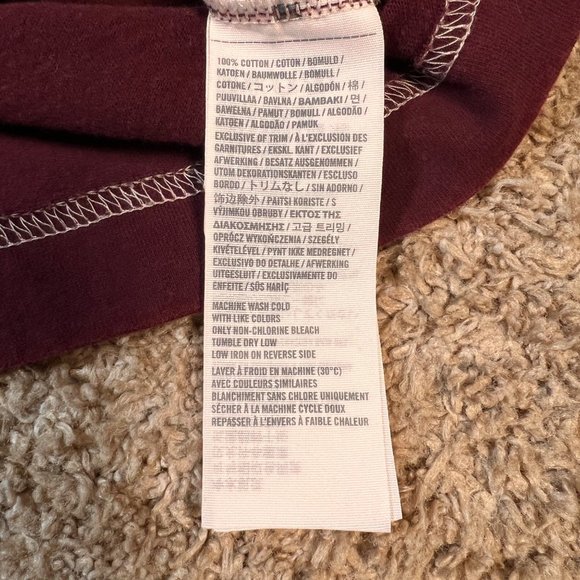 100% COTTON / COTON / BOMULD /
KATOEN / BAUMWOLLE / BOMULL /
COTONE / コットン / ALGODÓN / 棉 /
PUUVILLAA / BAVLNA / ΒΑΜΒΑΚΙ / 면 /
BAWEŁNA / PAMUT / BOMULL / ALGODÃO /
KATOEN / ALGODÃO / PAMUK
EXCLUSIVE OF TRIM / À L'EXCLUSION DES
GARNITURES / EKSKL. KANT / EXCLUSIEF
AFWERKING / BESATZ AUSGENOMMEN /
UTOM DEKORATIONSKANTEN / ESCLUSO
BORDO / トリムなし / SIN ADORNO /
饰边除外 / PAITSI KORISTE / S
VÝJIMKOU OBRUBY / ΕΚΤΟΣ ΤΗΣ
ΔΙΑΚΟΣΜΗΣΗΣ / 고급 트리밍 /
OPRÓCZ WYKOŃCZENIA / SZEGÉLY
KIVÉTELÉVEL / PYNT IKKE MEDREGNET /
EXCLUSIVO DO DETALHE / AFWERKING
UITGESLUIT / EXCLUSIVAMENTE DO
ENFEITE / SÜS HARİÇ
MACHINE WASH COLD
WITH LIKE COLORS
ONLY NON-CHLORINE BLEACH
TUMBLE DRY LOW
LOW IRON ON REVERSE SIDE
LAVER À FROID EN MACHINE (30°C)
AVEC COULEURS SIMILAIRES
BLANCHIMENT SANS CHLORE UNIQUEMENT
SÉCHER À LA MACHINE CYCLE DOUX
REPASSER À L'ENVERS À FAIBLE CHALEUR